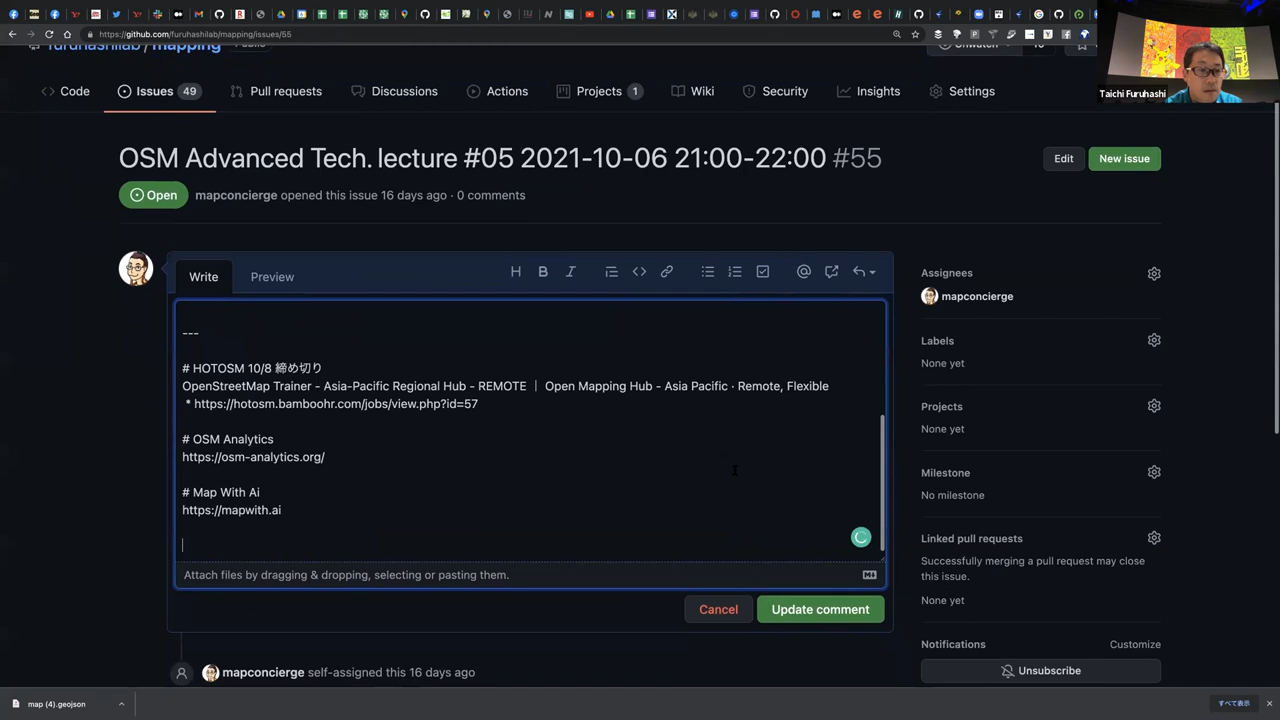 github.com/furuhashilab/mapping/issues/55
Taichi Furuhashi
furuhashilab / mapping
Public
Unwatch
Code
Issues 49
Pull requests
Discussions
Actions
Projects 1
Wiki
Security
Insights
Settings
OSM Advanced Tech. lecture #05 2021-10-06 21:00-22:00 #55
Edit
New issue
Open
mapconcierge opened this issue 16 days ago · 0 comments
Write
Preview
---
# HOTOSM 10/8 締め切り
OpenStreetMap Trainer - Asia-Pacific Regional Hub - REMOTE ｜ Open Mapping Hub - Asia Pacific · Remote, Flexible
* https://hotosm.bamboohr.com/jobs/view.php?id=57
# OSM Analytics
https://osm-analytics.org/
# Map With Ai
https://mapwith.ai
Attach files by dragging & dropping, selecting or pasting them.
Cancel
Update comment
mapconcierge self-assigned this 16 days ago
Assignees
mapconcierge
Labels
None yet
Projects
None yet
Milestone
No milestone
Linked pull requests
Successfully merging a pull request may close
this issue.
None yet
Notifications
Customize
Unsubscribe
map (4).geojson
すべて表示